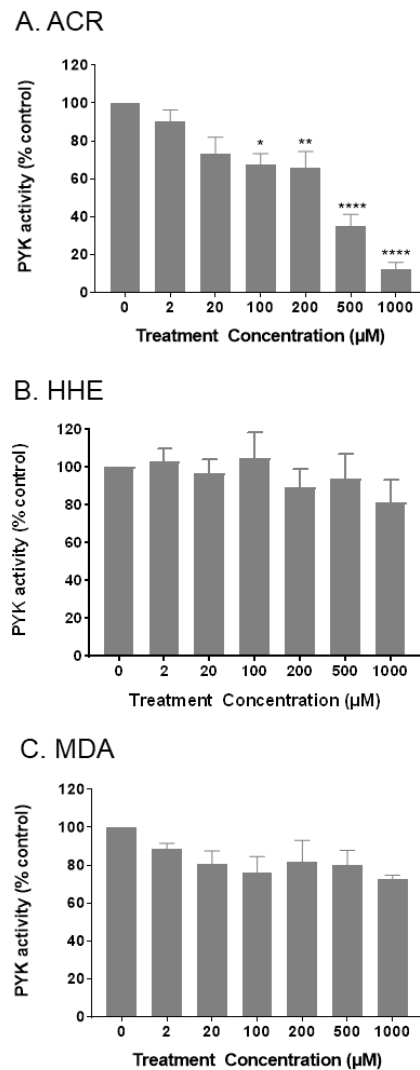 A. ACR
PYK activity (% control)
120
100
80
60
40
20
0
* ** **** ****
0 2 20 100 200 500 1000
Treatment Concentration (µM)
B. HHE
PYK activity (% control)
120
100
80
60
40
20
0
0 2 20 100 200 500 1000
Treatment Concentration (µM)
C. MDA
PYK activity (% control)
120
100
80
60
40
20
0
0 2 20 100 200 500 1000
Treatment Concentration (µM)